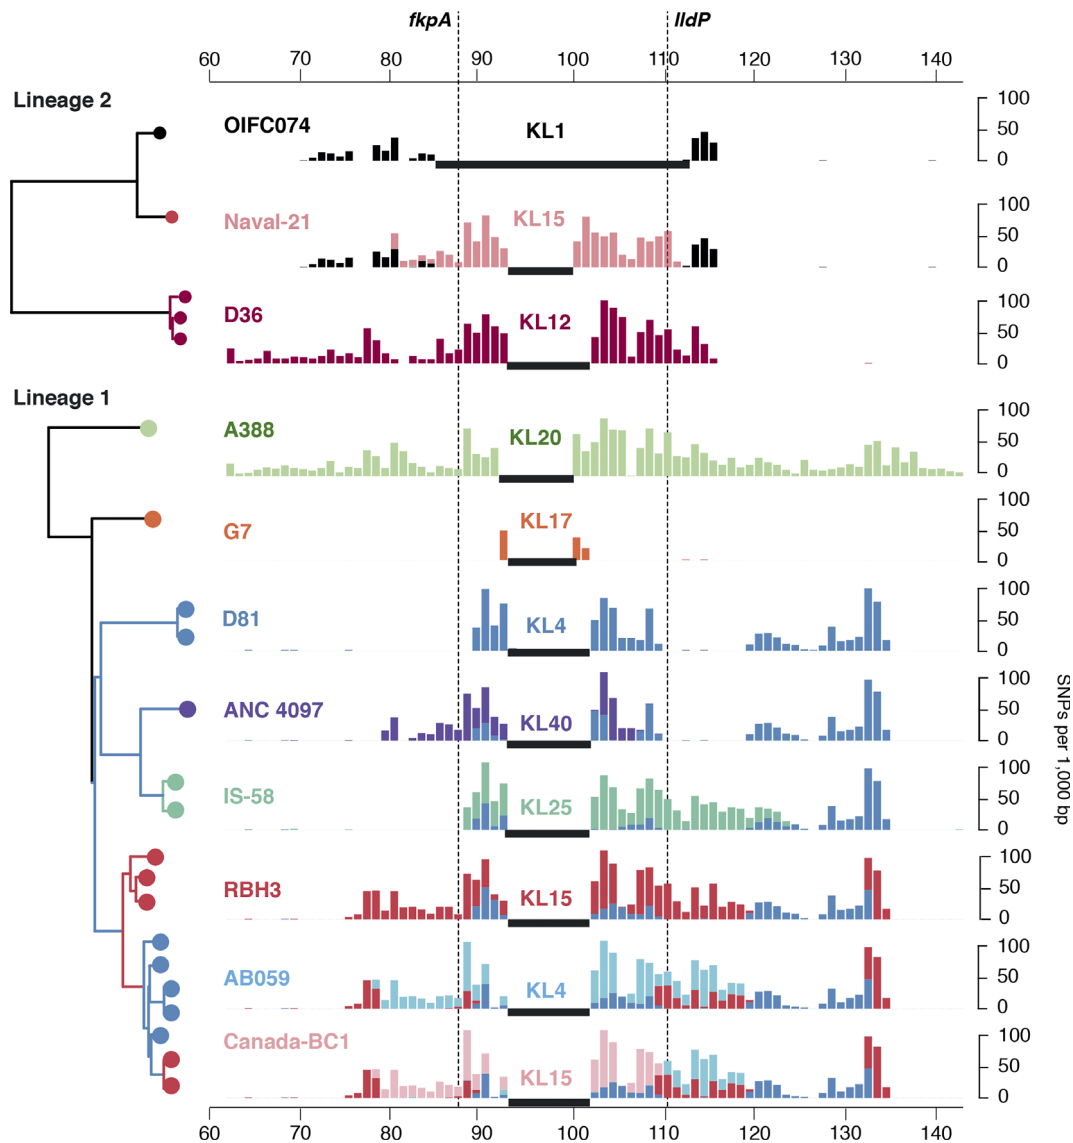 fkpA lldP
60 70 80 90 100 110 120 130 140
Lineage 2
OIFC074 KL1 100 50 0
Naval-21 KL15 100 50 0
D36 KL12 100 50 0
Lineage 1
A388 KL20 100 50 0
G7 KL17 100 50 0
D81 KL4 100 50 0
ANC 4097 KL40 100 50 0
IS-58 KL25 100 50 0
RBH3 KL15 100 50 0
AB059 KL4 100 50 0
Canada-BC1 KL15 100 50 0
SNPs per 1,000 bp
60 70 80 90 100 110 120 130 140